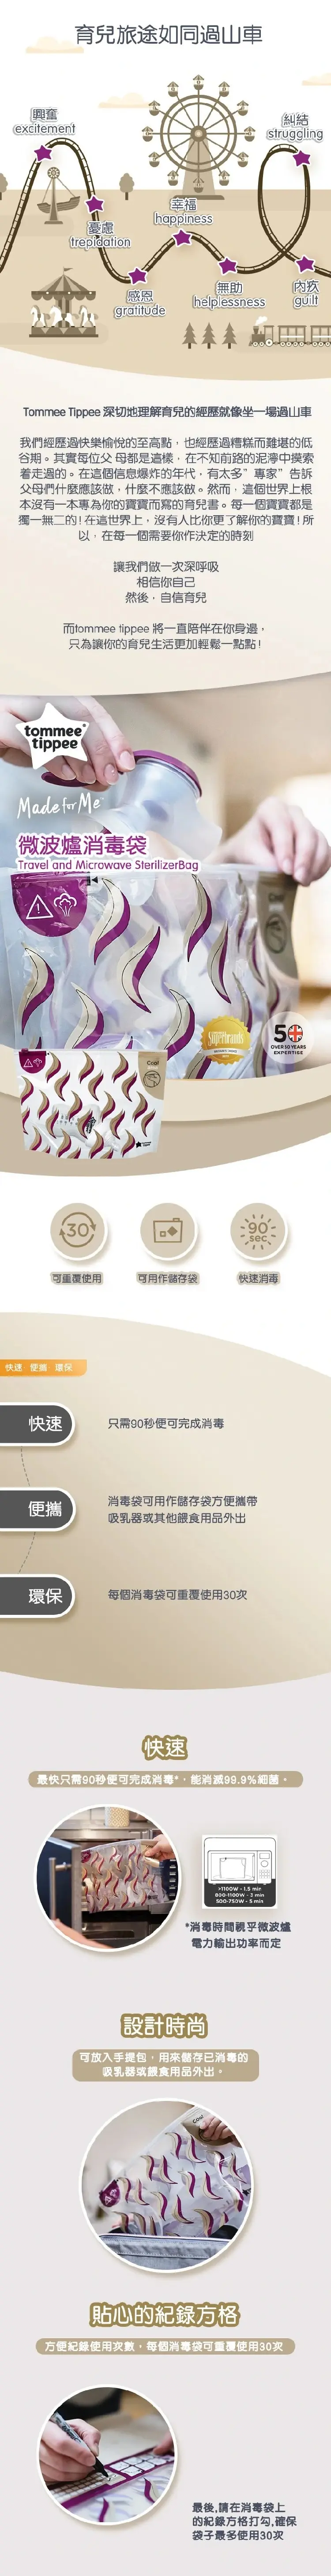 育兒旅途如同過山車
興奮
excitement
糾結
struggling
憂慮
trepidation
幸福
happiness
感恩
gratitude
無助
helplessness
內疚
guilt
Tommee Tippee 深切地理解育兒的經歷就像坐一場過山車
我們經歷過快樂愉悅的至高點，也經歷過糟糕而難堪的低
谷期。其實每位父 母都是這樣，在不知前路的泥濘中摸索
着走過的。在這個信息爆炸的年代，有太多”專家”告訴
父母們什麼應該做，什麼不應該做。然而，這個世界上根
本沒有一本專為你的寶寶而寫的育兒書。每一個寶寶都是
獨一無二的!在這世界上，沒有人比你更了解你的寶寶!所
以，在每一個需要你作決定的時刻
讓我們做一次深呼吸
相信你自己
然後，自信育兒
而tommee tippee 將一直陪伴在你身邊，
只為讓你的育兒生活更加輕鬆一點點!
tommee
tippee
Made for Me
微波爐消毒袋
Travel and Microwave SterilizerBag
Superbrands
50
OVER 50 YEARS
EXPERTISE
Cool
30
90
sec
可重覆使用
可用作儲存袋
快速消毒
快速 便攜 環保
快速
只需90秒便可完成消毒
便攜
消毒袋可用作儲存袋方便攜帶
吸乳器或其他餵食用品外出
環保
每個消毒袋可重覆使用30次
快速
最快只需90秒便可完成消毒*，能消滅99.9%細菌。
>1100W - 1.5 min
800-1100W - 3 min
500-750W - 5 min
*消毒時間視乎微波爐
電力輸出功率而定
設計時尚
可放入手提包，用來儲存已消毒的
吸乳器或餵食用品外出。
Cool
貼心的紀錄方格
方便紀錄使用次數，每個消毒袋可重覆使用30次
最後,請在消毒袋上
的紀錄方格打勾,確保
袋子最多使用30次